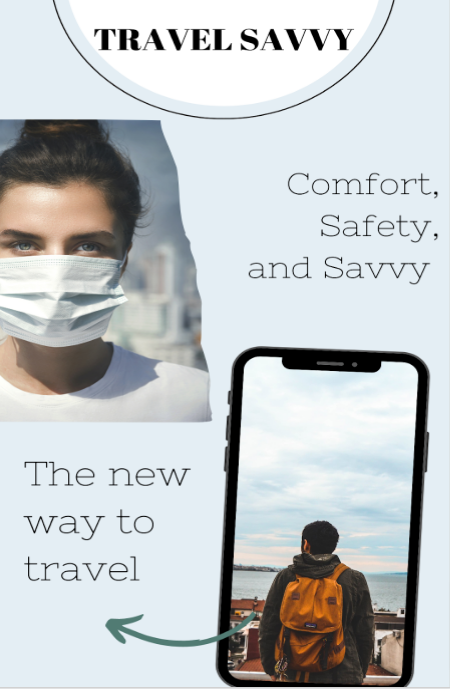 TRAVEL SAVVY
Comfort,
Safety,
and Savvy
The new
way to
travel